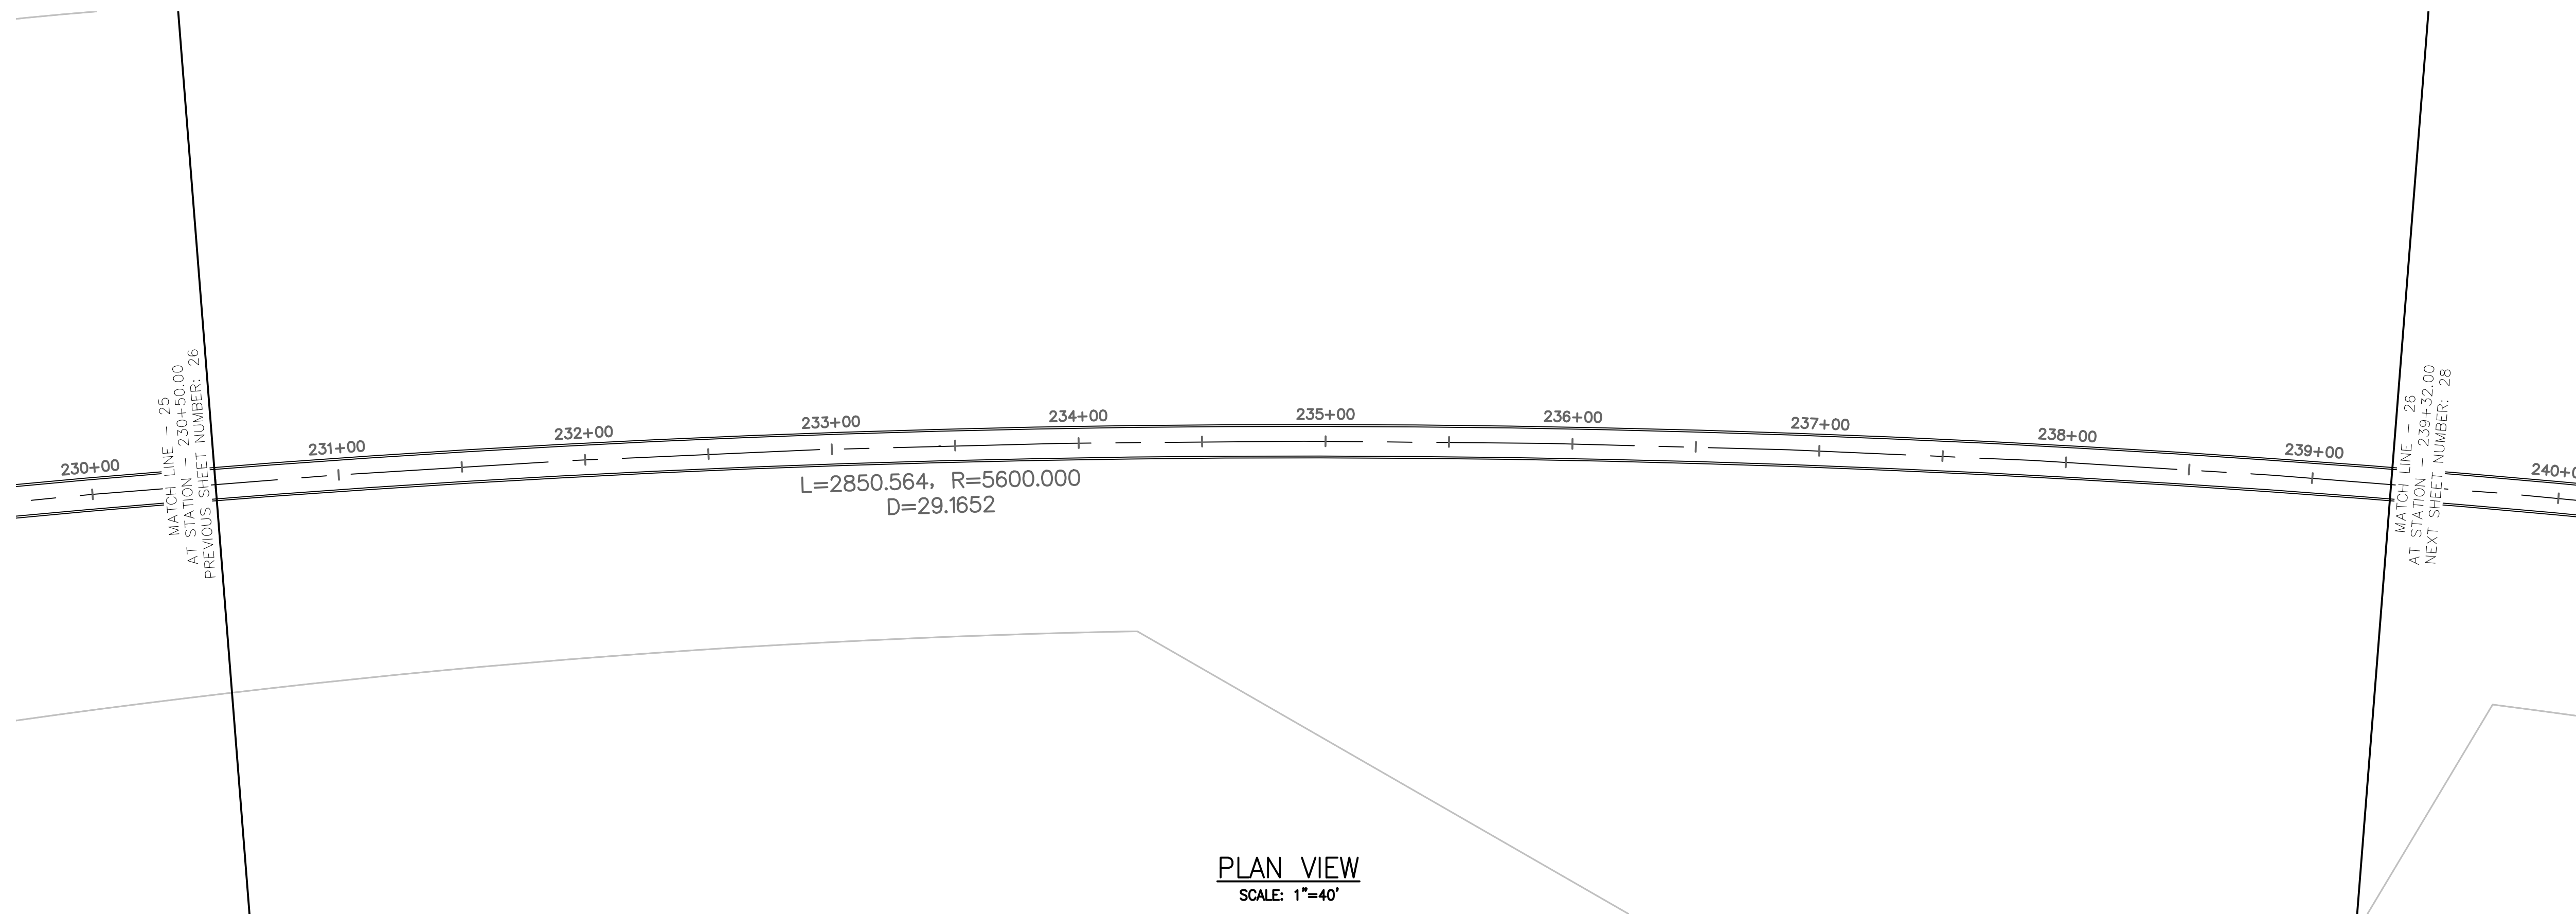 230+00
231+00
232+00
233+00
234+00
235+00
236+00
237+00
238+00
239+00
240+0
MATCH LINE - 25
AT STATION - 230+50.00
PREVIOUS SHEET NUMBER: 26
L=2850.564, R=5600.000
D=29.1652
MATCH LINE - 26
AT STATION - 239+32.00
NEXT SHEET NUMBER: 28
PLAN VIEW
SCALE: 1"=40'